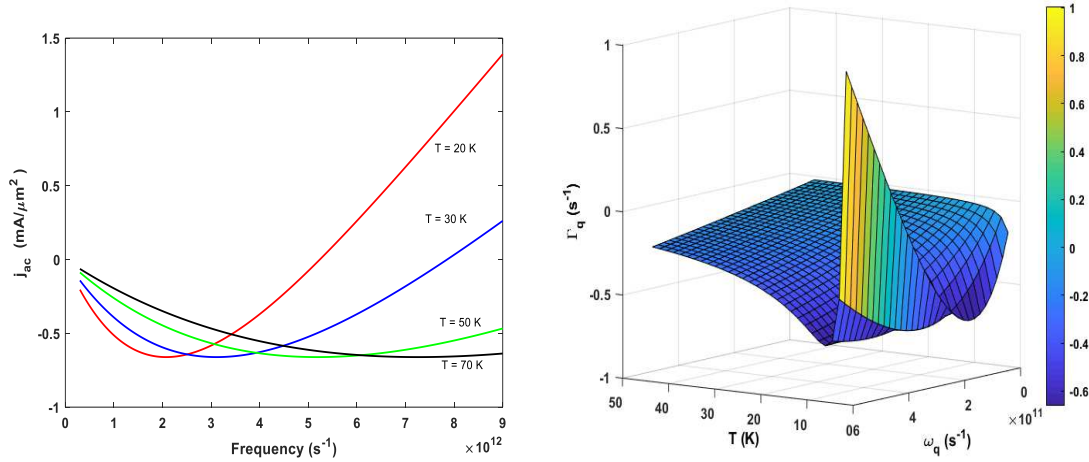 1.5
1
0.5
0
-0.5
-1
j_ac (mA/μm²)
T = 20 K
T = 30 K
T = 50 K
T = 70 K
0 1 2 3 4 5 6 7 8 9
Frequency (s⁻¹)
×10¹²
1
0.5
0
-0.5
-1
Γ_q (s⁻¹)
50 40 30 20 10 0
T (K)
6 4 2 0
ω_q (s⁻¹)
×10¹¹
1
0.8
0.6
0.4
0.2
0
-0.2
-0.4
-0.6